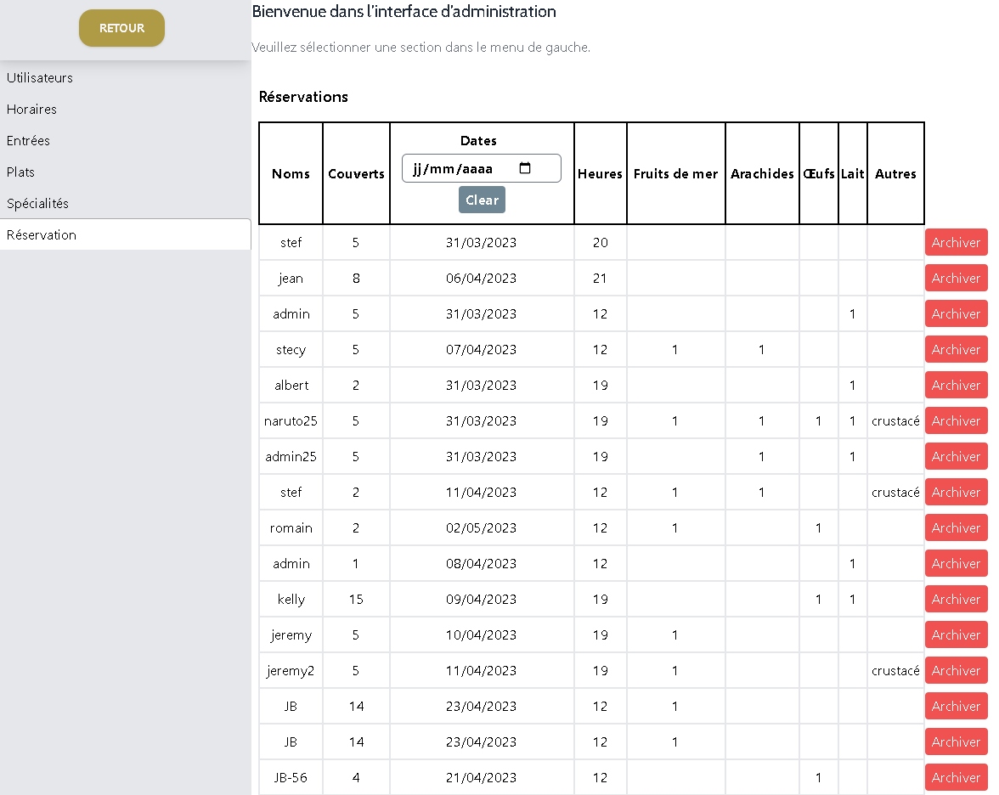 RETOUR
Utilisateurs
Horaires
Entrées
Plats
Spécialités
Réservation
Bienvenue dans l'interface d'administration
Veuillez sélectionner une section dans le menu de gauche.
Réservations
Noms Couverts Dates jj/mm/aaaa Clear Heures Fruits de mer Arachides Œufs Lait Autres
stef 5 31/03/2023 20 Archiver
jean 8 06/04/2023 21 Archiver
admin 5 31/03/2023 12 1 Archiver
stecy 5 07/04/2023 12 1 1 Archiver
albert 2 31/03/2023 19 1 Archiver
naruto25 5 31/03/2023 19 1 1 1 1 crustacé Archiver
admin25 5 31/03/2023 19 1 1 Archiver
stef 2 11/04/2023 12 1 1 crustacé Archiver
romain 2 02/05/2023 12 1 1 Archiver
admin 1 08/04/2023 12 1 Archiver
kelly 15 09/04/2023 19 1 1 Archiver
jeremy 5 10/04/2023 19 1 Archiver
jeremy2 5 11/04/2023 19 1 crustacé Archiver
JB 14 23/04/2023 12 1 Archiver
JB 14 23/04/2023 12 1 Archiver
JB-56 4 21/04/2023 12 1 Archiver